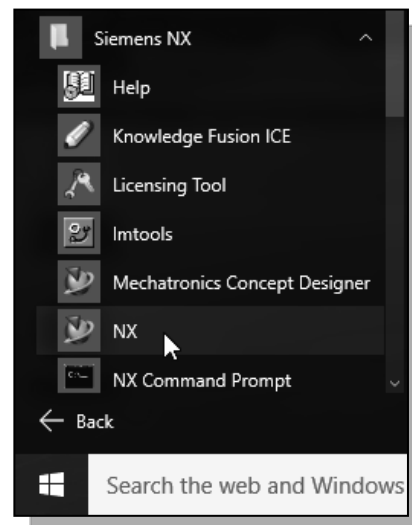 Siemens NX
Help
Knowledge Fusion ICE
Licensing Tool
lmtools
Mechatronics Concept Designer
NX
NX Command Prompt
Back
Search the web and Windows